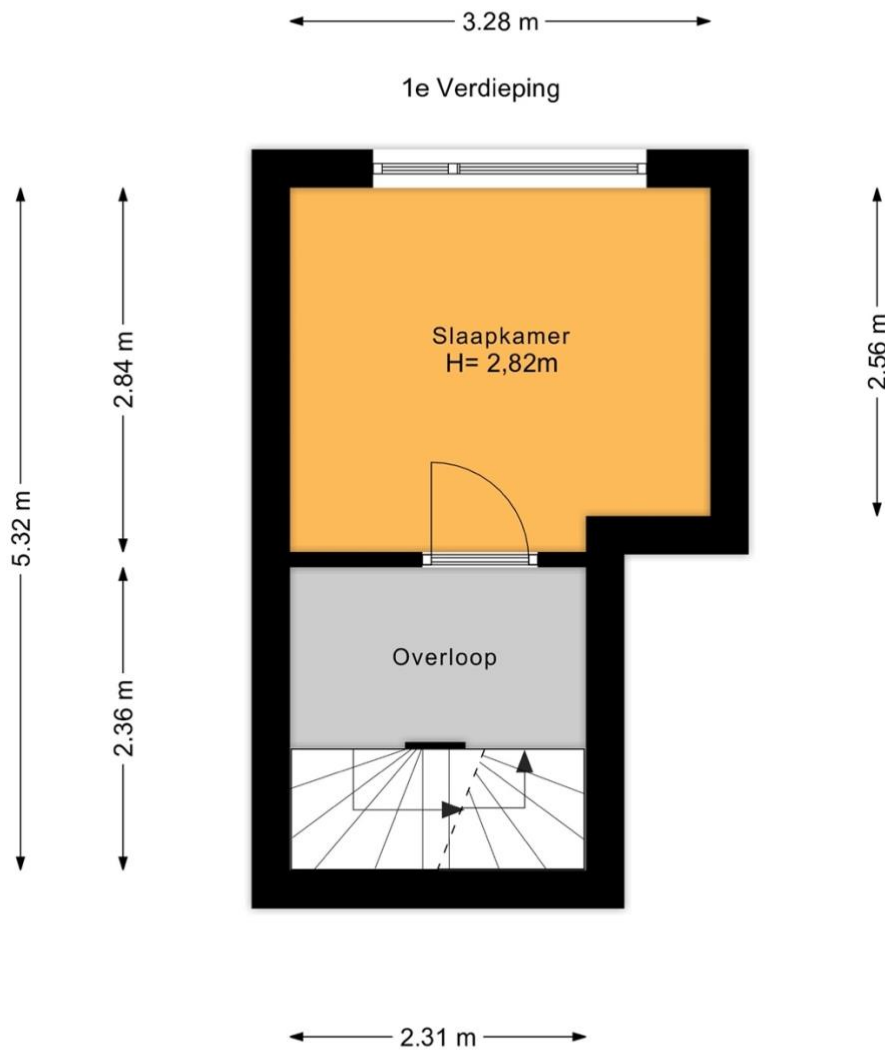 3.28 m
1e Verdieping
Slaapkamer
H= 2,82m
2.84 m
2.56 m
5.32 m
Overloop
2.36 m
2.31 m